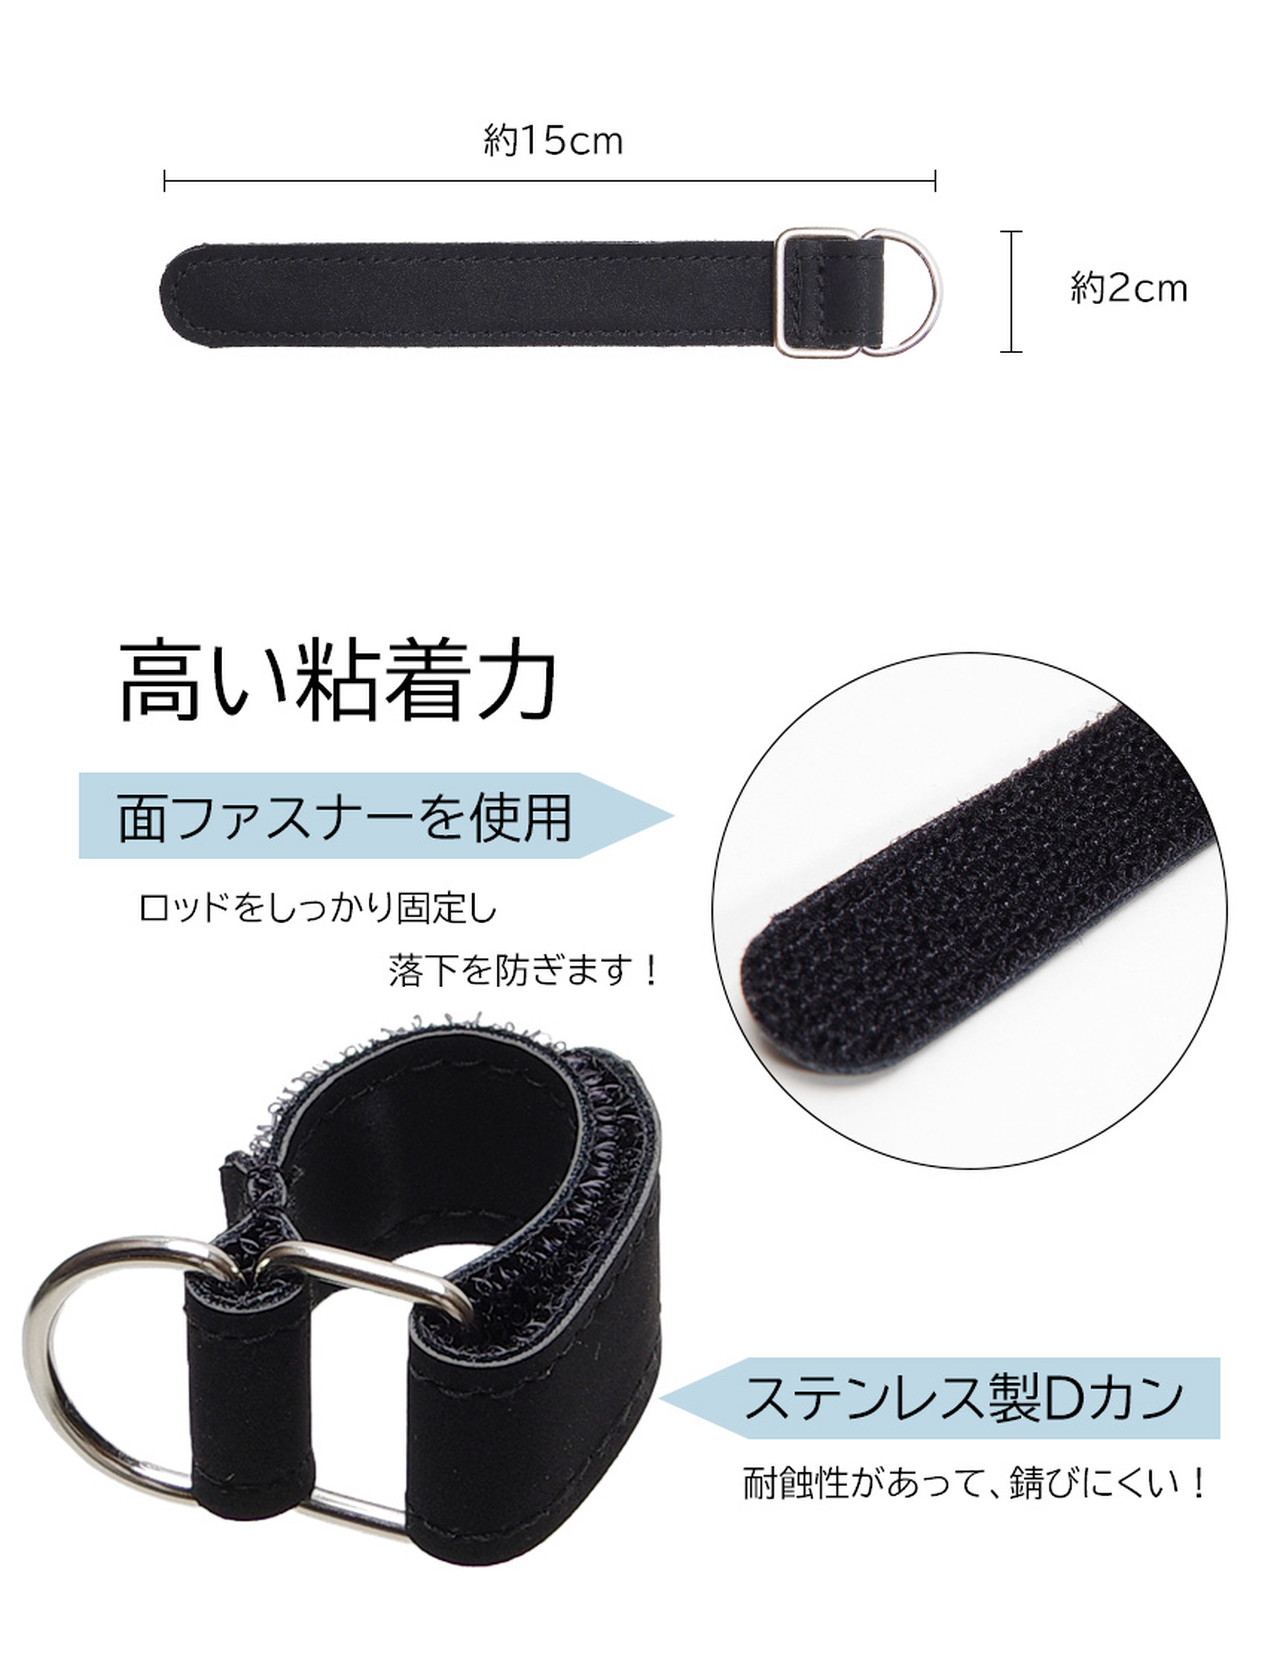 約15cm
約2cm
高い粘着力
面ファスナーを使用
ロッドをしっかり固定し
落下を防ぎます！
ステンレス製Dカン
耐蝕性があって、錆びにくい！